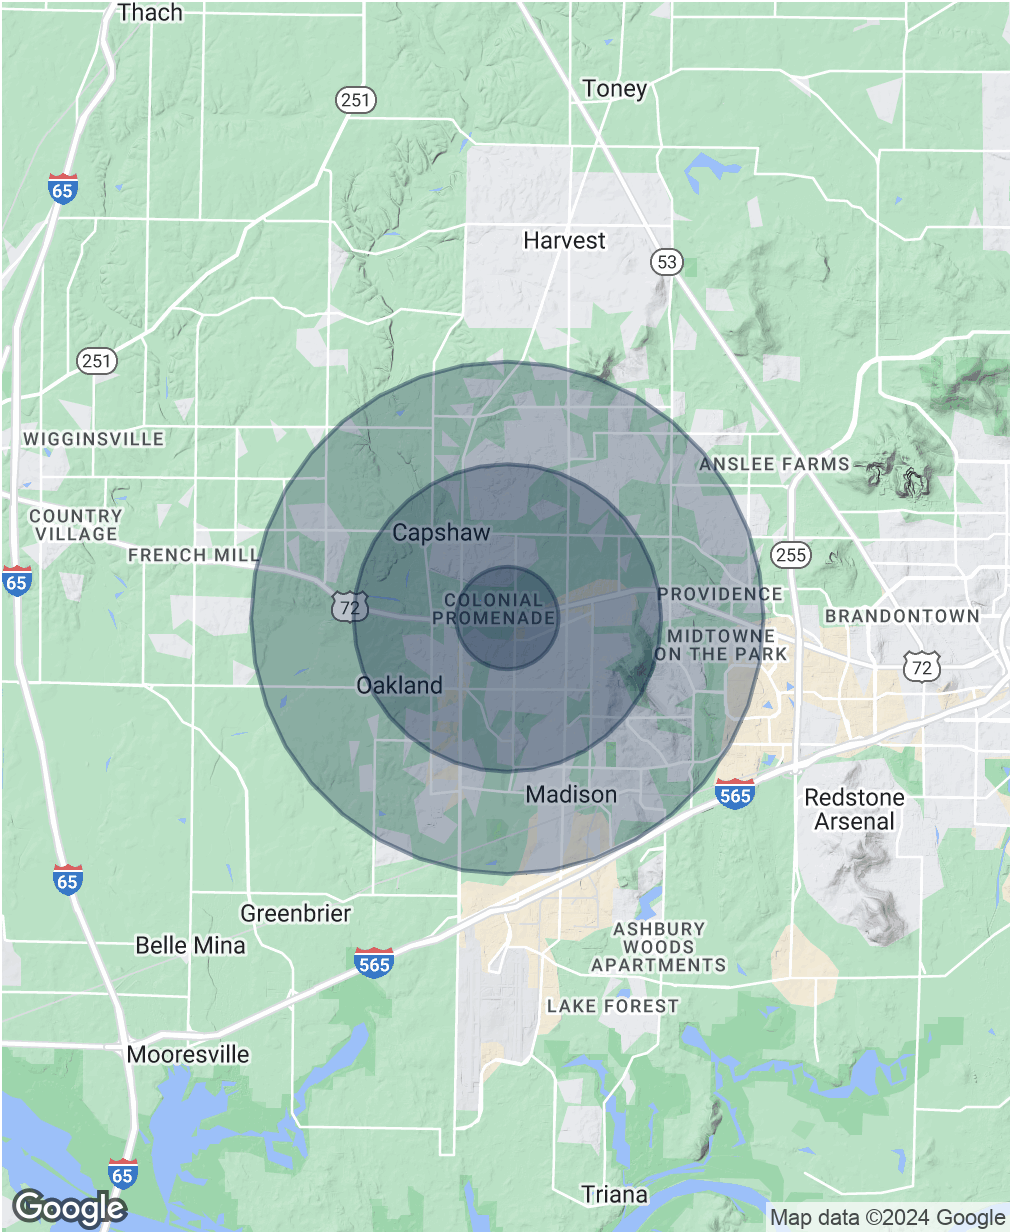 Thach
251
Toney
65
Harvest
53
251
WIGGINSVILLE
ANSLEE FARMS
COUNTRY
VILLAGE
Capshaw
FRENCH MILL
255
65
72
COLONIAL
PROMENADE
PROVIDENCE
BRANDONTOWN
MIDTOWNE
ON THE PARK
72
Oakland
565
Madison
Redstone
Arsenal
65
Greenbrier
Belle Mina
565
ASHBURY
WOODS
APARTMENTS
LAKE FOREST
Mooresville
65
Triana
Google
Map data ©2024 Google